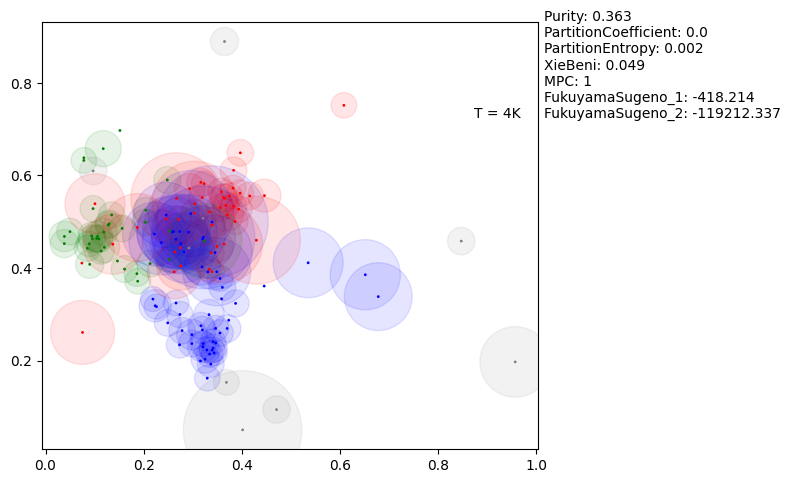 Purity: 0.363
PartitionCoefficient: 0.0
PartitionEntropy: 0.002
XieBeni: 0.049
MPC: 1
FukuyamaSugeno_1: -418.214
FukuyamaSugeno_2: -119212.337
T = 4K
0.8
0.6
0.4
0.2
0.0 0.2 0.4 0.6 0.8 1.0